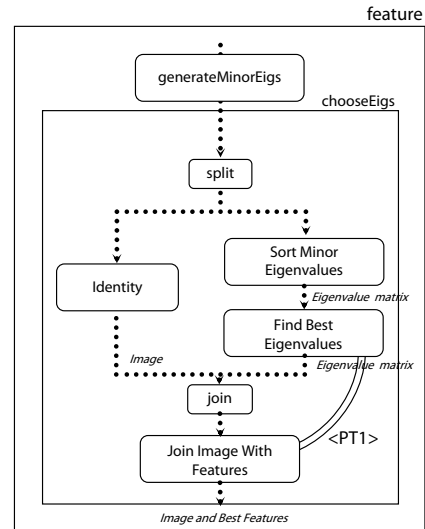 feature
generateMinorEigs
chooseEigs
split
Sort Minor
Eigenvalues
Identity
Eigenvalue matrix
Find Best
Eigenvalues
Image
Eigenvalue matrix
join
<PT1>
Join Image With
Features
Image and Best Features